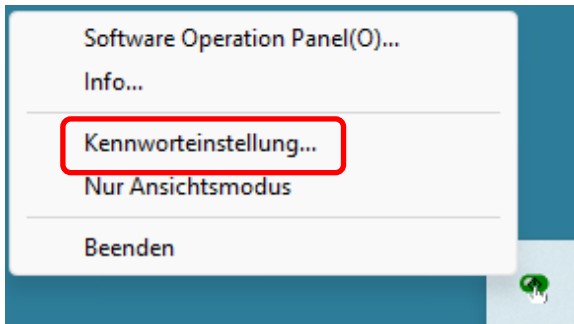 Software Operation Panel(O)...
Info...
Kennworteinstellung...
Nur Ansichtsmodus
Beenden